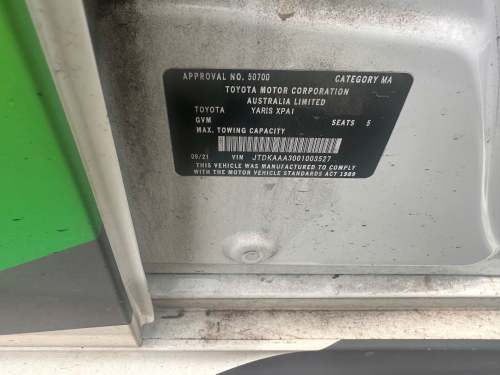 APPROVAL NO. 50700 CATEGORY MA
TOYOTA MOTOR CORPORATION
AUSTRALIA LIMITED
TOYOTA YARIS XPA1
GVM SEATS 5
MAX. TOWING CAPACITY
09/21 VIN JTDKAAA3001003527
THIS VEHICLE WAS MANUFACTURED TO COMPLY
WITH THE MOTOR VEHICLE STANDARDS ACT 1989